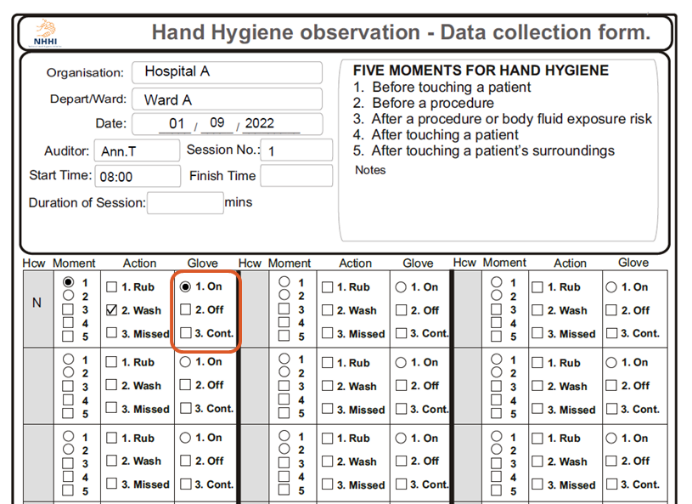 NHHI
Hand Hygiene observation - Data collection form.
Organisation: Hospital A
Depart/Ward: Ward A
Date: 01 / 09 / 2022
Auditor: Ann.T Session No.: 1
Start Time: 08:00 Finish Time
Duration of Session: mins
FIVE MOMENTS FOR HAND HYGIENE
1. Before touching a patient
2. Before a procedure
3. After a procedure or body fluid exposure risk
4. After touching a patient
5. After touching a patient's surroundings
Notes
Hcw Moment Action Glove Hcw Moment Action Glove Hcw Moment Action Glove
1 1. Rub 1. On 1 1. Rub 1. On 1 1. Rub 1. On
2 2 2
N 3 2. Wash 2. Off 3 2. Wash 2. Off 3 2. Wash 2. Off
4 4 4
5 3. Missed 3. Cont. 5 3. Missed 3. Cont. 5 3. Missed 3. Cont.
1 1. Rub 1. On 1 1. Rub 1. On 1 1. Rub 1. On
2 2 2
3 2. Wash 2. Off 3 2. Wash 2. Off 3 2. Wash 2. Off
4 4 4
5 3. Missed 3. Cont. 5 3. Missed 3. Cont. 5 3. Missed 3. Cont.
1 1. Rub 1. On 1 1. Rub 1. On 1 1. Rub 1. On
2 2 2
3 2. Wash 2. Off 3 2. Wash 2. Off 3 2. Wash 2. Off
4 4 4
5 3. Missed 3. Cont. 5 3. Missed 3. Cont. 5 3. Missed 3. Cont.